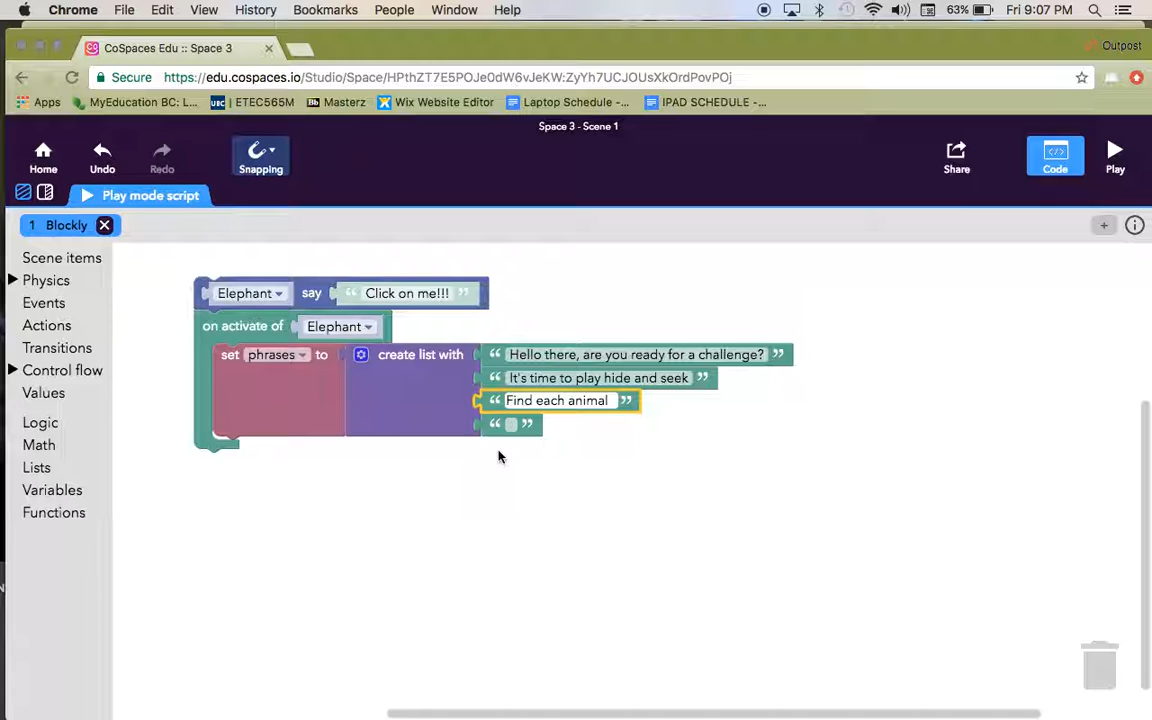 Chrome File Edit View History Bookmarks People Window Help 63% Fri 9:07 PM
CoSpaces Edu :: Space 3 Outpost
Secure https://edu.cospaces.io/Studio/Space/HPthZT7E5POJe0dW6vJeKW:ZyYh7UCJOUsXkOrdPovPOj
Apps MyEducation BC: L... UBC | ETEC565M Bb Masterz Wix Website Editor Laptop Schedule -... IPAD SCHEDULE -...
Space 3 - Scene 1
Home Undo Redo Snapping Share Code Play
Play mode script
1 Blockly
Scene items
Physics
Events
Actions
Transitions
Control flow
Values
Logic
Math
Lists
Variables
Functions
Elephant say “ Click on me!!! ”
on activate of Elephant
set phrases to create list with “ Hello there, are you ready for a challenge? ”
“ It's time to play hide and seek ”
“ Find each animal ”
“ ”